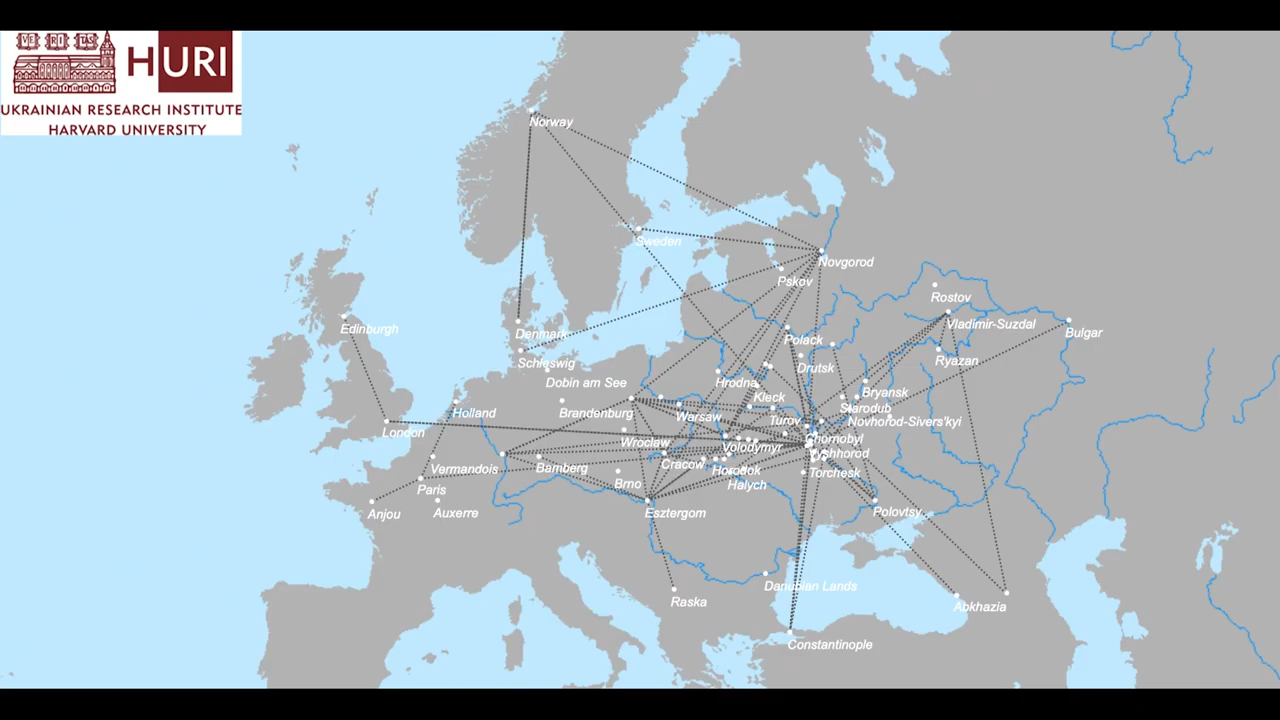 VE RI TAS
HURI
UKRAINIAN RESEARCH INSTITUTE
HARVARD UNIVERSITY
Norway
Sweden
Novgorod
Pskov
Rostov
Edinburgh
Denmark
Polack
Vladimir-Suzdal
Bulgar
Schleswig
Drutsk
Ryazan
Dobin am See
Hrodna
Kleck
Bryansk
Holland
Brandenburg
Warsaw
Turov
Starodub
Novhorod-Sivers'kyi
London
Wroclaw
Volodymyr
Chornobyl
Vyshhorod
Vermandois
Bamberg
Cracow
Horodok
Torchesk
Paris
Brno
Halych
Anjou
Auxerre
Esztergom
Polovtsy
Danubian Lands
Raska
Abkhazia
Constantinople